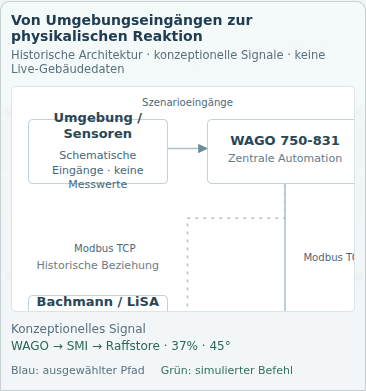 Von Umgebungseingängen zur
physikalischen Reaktion
Historische Architektur · konzeptionelle Signale · keine
Live-Gebäudedaten
Szenarioeingänge
Umgebung /
Sensoren
Schematische
Eingänge · keine
Messwerte
WAGO 750-831
Zentrale Automation
Modbus TCP
Historische Beziehung
Modbus
Bachmann / LiSA
Konzeptionelles Signal
WAGO → SMI → Raffstore · 37% · 45°
Blau: ausgewählter Pfad Grün: simulierter Befehl